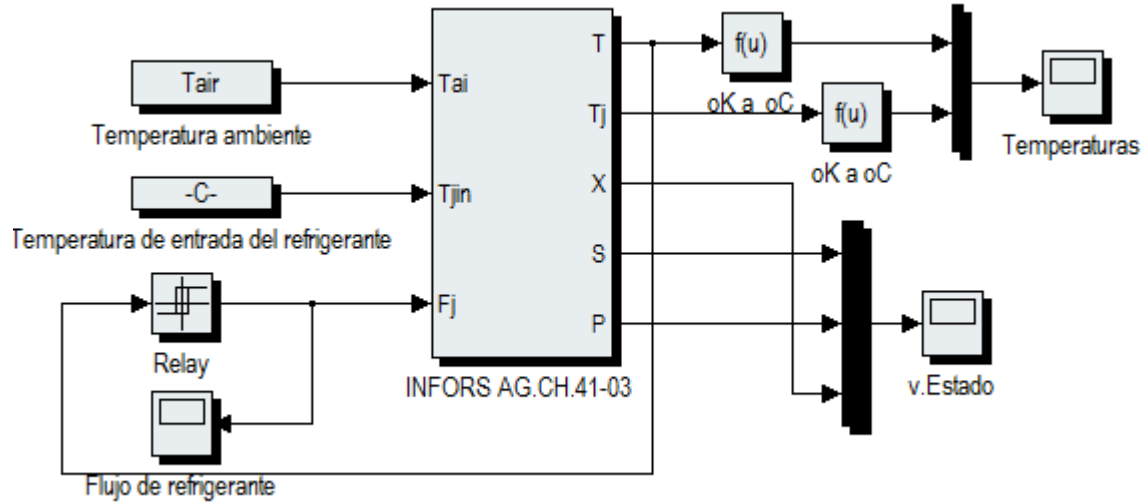 T
f(u)
Tair
Tai
oK a oC
Temperatura ambiente
Tj
f(u)
Temperaturas
oK a oC
-C-
Tjin
X
Temperatura de entrada del refrigerante
S
Fj
P
Relay
INFORS AG.CH.41-03
v.Estado
Flujo de refrigerante